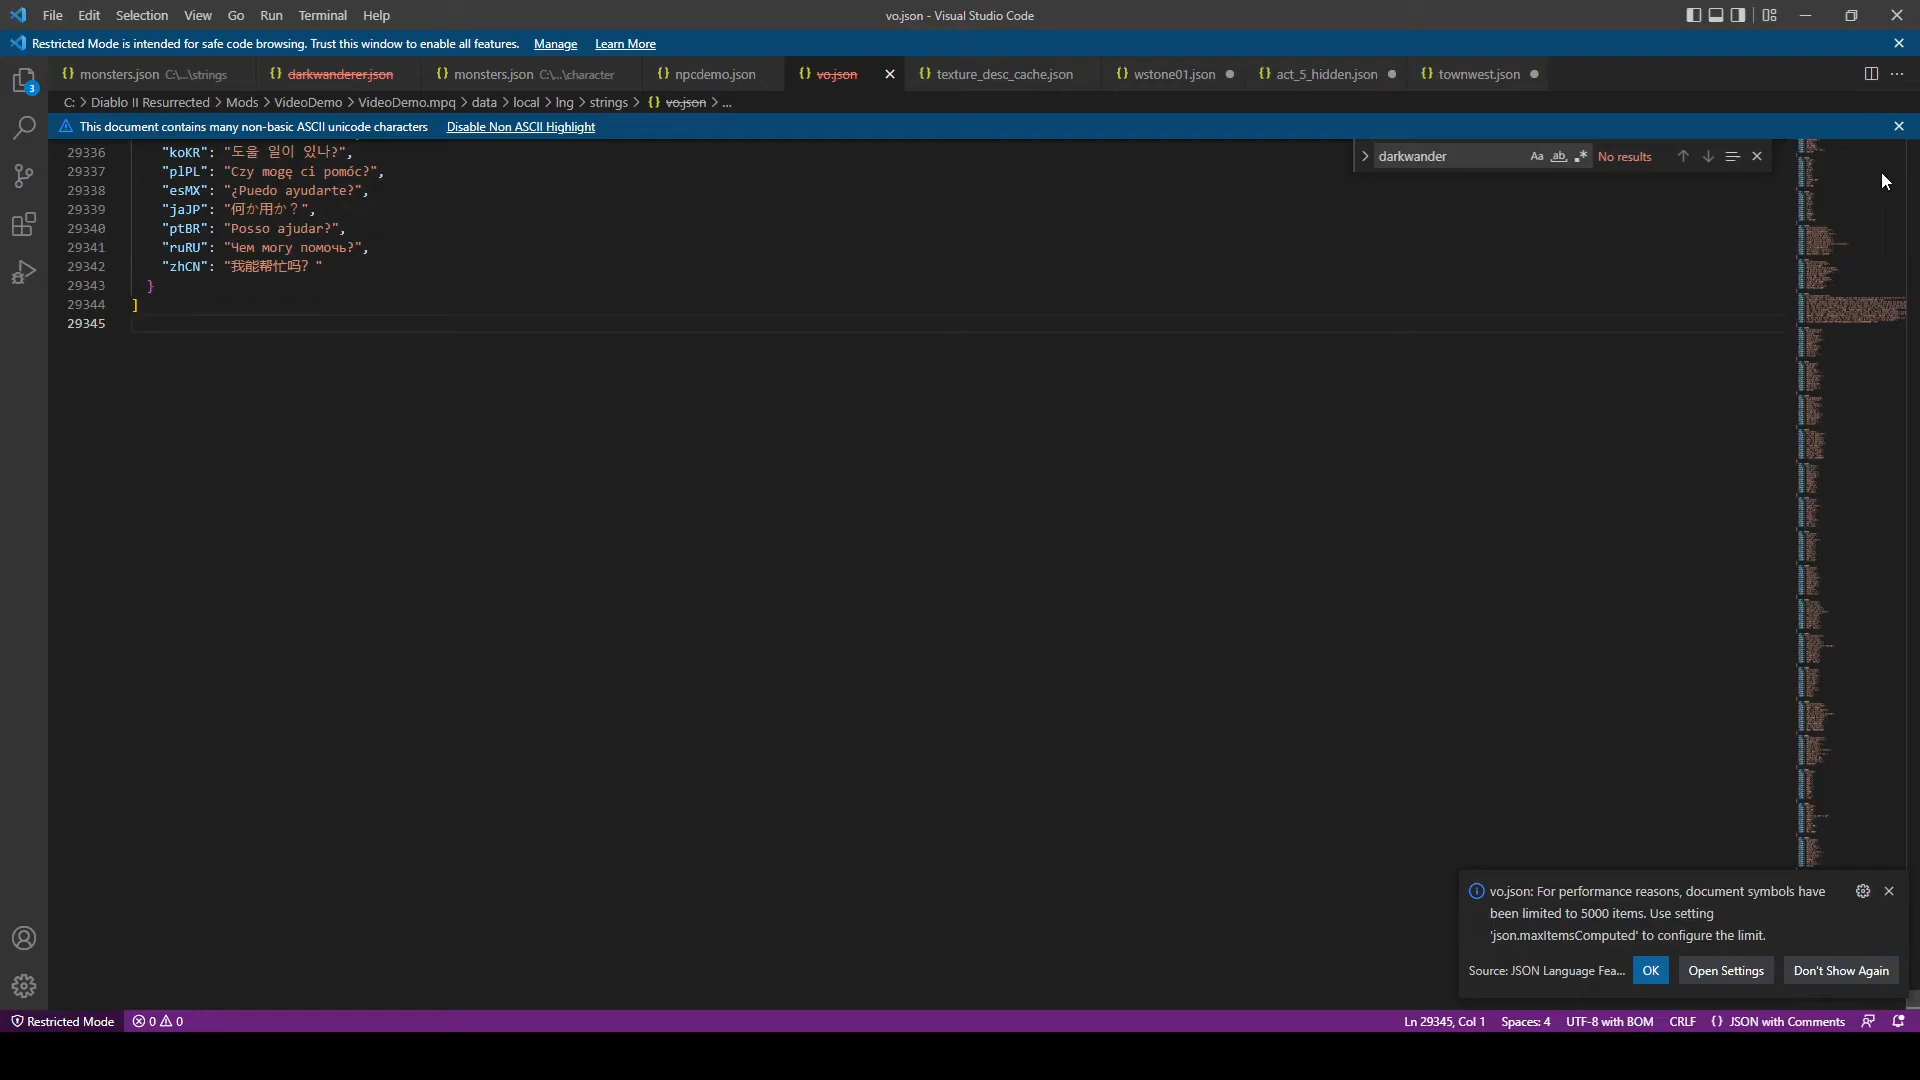 File Edit Selection View Go Run Terminal Help
vo.json - Visual Studio Code
Restricted Mode is intended for safe code browsing. Trust this window to enable all features. Manage Learn More
monsters.json C:\...\strings darkwanderer.json monsters.json C:\...\character npcdemo.json vo.json texture_desc_cache.json wstone01.json act_5_hidden.json townwest.json
C: > Diablo II Resurrected > Mods > VideoDemo > VideoDemo.mpq > data > local > lng > strings > {} vo.json > ...
This document contains many non-basic ASCII unicode characters Disable Non ASCII Highlight
3
darkwander
Aa ab .* No results
29336 "koKR": "도울 일이 있나?",
29337 "plPL": "Czy mogę ci pomóc?",
29338 "esMX": "¿Puedo ayudarte?",
29339 "jaJP": "何か用か？",
29340 "ptBR": "Posso ajudar?",
29341 "ruRU": "Чем могу помочь?",
29342 "zhCN": "我能帮忙吗？"
29343 }
29344 ]
29345
vo.json: For performance reasons, document symbols have
been limited to 5000 items. Use setting
'json.maxItemsComputed' to configure the limit.
Source: JSON Language Fea... OK Open Settings Don't Show Again
Restricted Mode 0 0 Ln 29345, Col 1 Spaces: 4 UTF-8 with BOM CRLF {} JSON with Comments